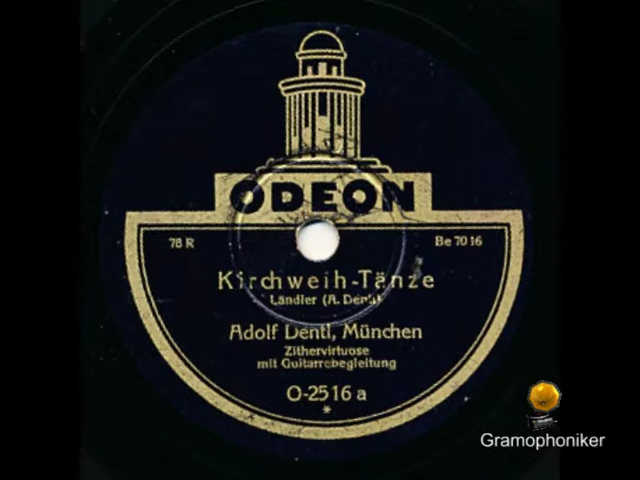 ODEON
78 R
Be 7016
Kirchweih-Tänze
Ländler (A. Dentl)
Adolf Dentl, München
Zithervirtuose
mit Guitarrebegleitung
O-2516 a
*
Gramophoniker